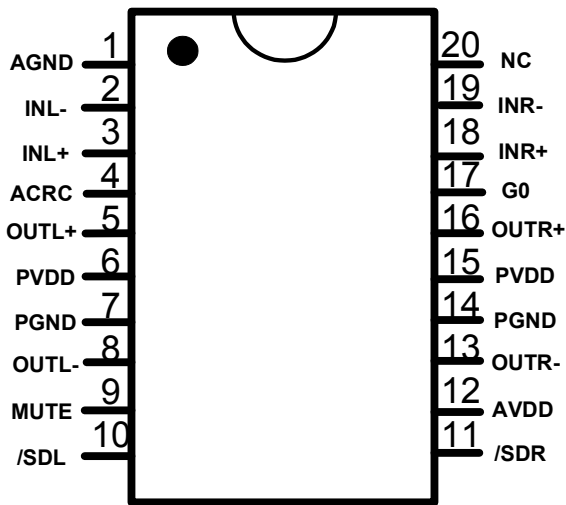 AGND 1 20 NC
INL- 2 19 INR-
INL+ 3 18 INR+
ACRC 4 17 G0
OUTL+ 5 16 OUTR+
PVDD 6 15 PVDD
PGND 7 14 PGND
OUTL- 8 13 OUTR-
MUTE 9 12 AVDD
/SDL 10 11 /SDR